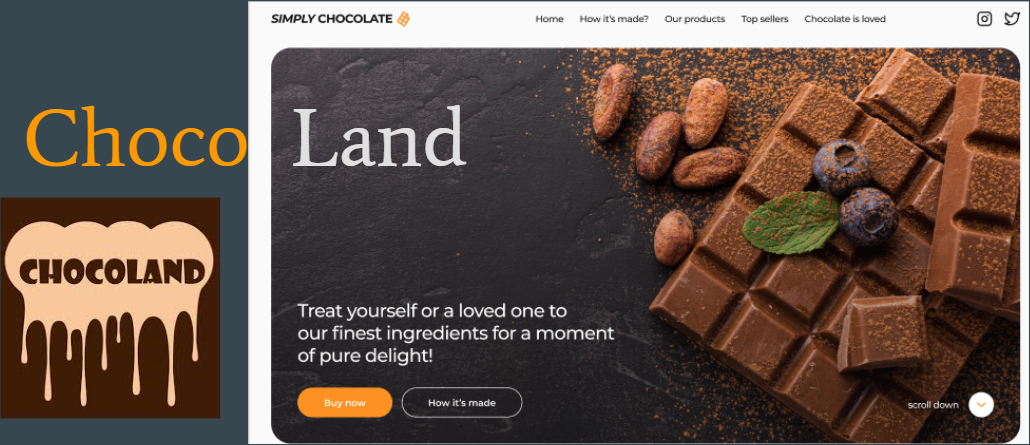 SIMPLY CHOCOLATE
Home How it's made? Our products Top sellers Chocolate is loved
Choco Land
CHOCOLAND
Treat yourself or a loved one to
our finest ingredients for a moment
of pure delight!
Buy now How it's made
scroll down